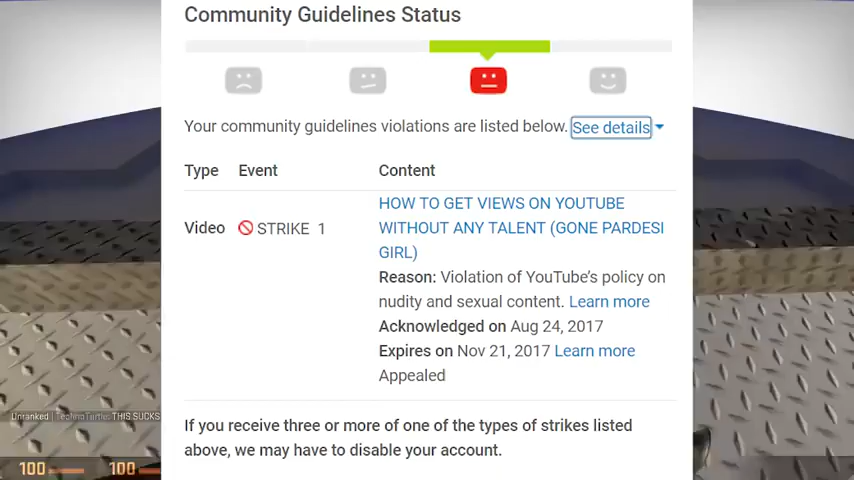 Community Guidelines Status
Your community guidelines violations are listed below. See details
Type Event Content
HOW TO GET VIEWS ON YOUTUBE
Video STRIKE 1 WITHOUT ANY TALENT (GONE PARDESI
GIRL)
Reason: Violation of YouTube's policy on
nudity and sexual content. Learn more
Acknowledged on Aug 24, 2017
Expires on Nov 21, 2017 Learn more
Appealed
Unranked | TechnoTurtle: THIS SUCKS
If you receive three or more of one of the types of strikes listed
above, we may have to disable your account.
100 100